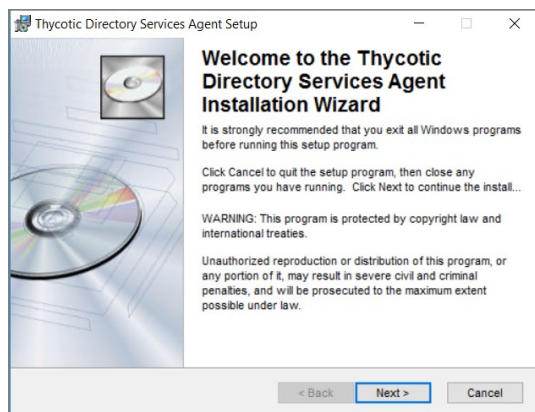 Thycotic Directory Services Agent Setup
Welcome to the Thycotic
Directory Services Agent
Installation Wizard
It is strongly recommended that you exit all Windows programs
before running this setup program.
Click Cancel to quit the setup program, then close any
programs you have running. Click Next to continue the install...
WARNING: This program is protected by copyright law and
international treaties.
Unauthorized reproduction or distribution of this program, or
any portion of it, may result in severe civil and criminal
penalties, and will be prosecuted to the maximum extent
possible under law.
< Back Next > Cancel